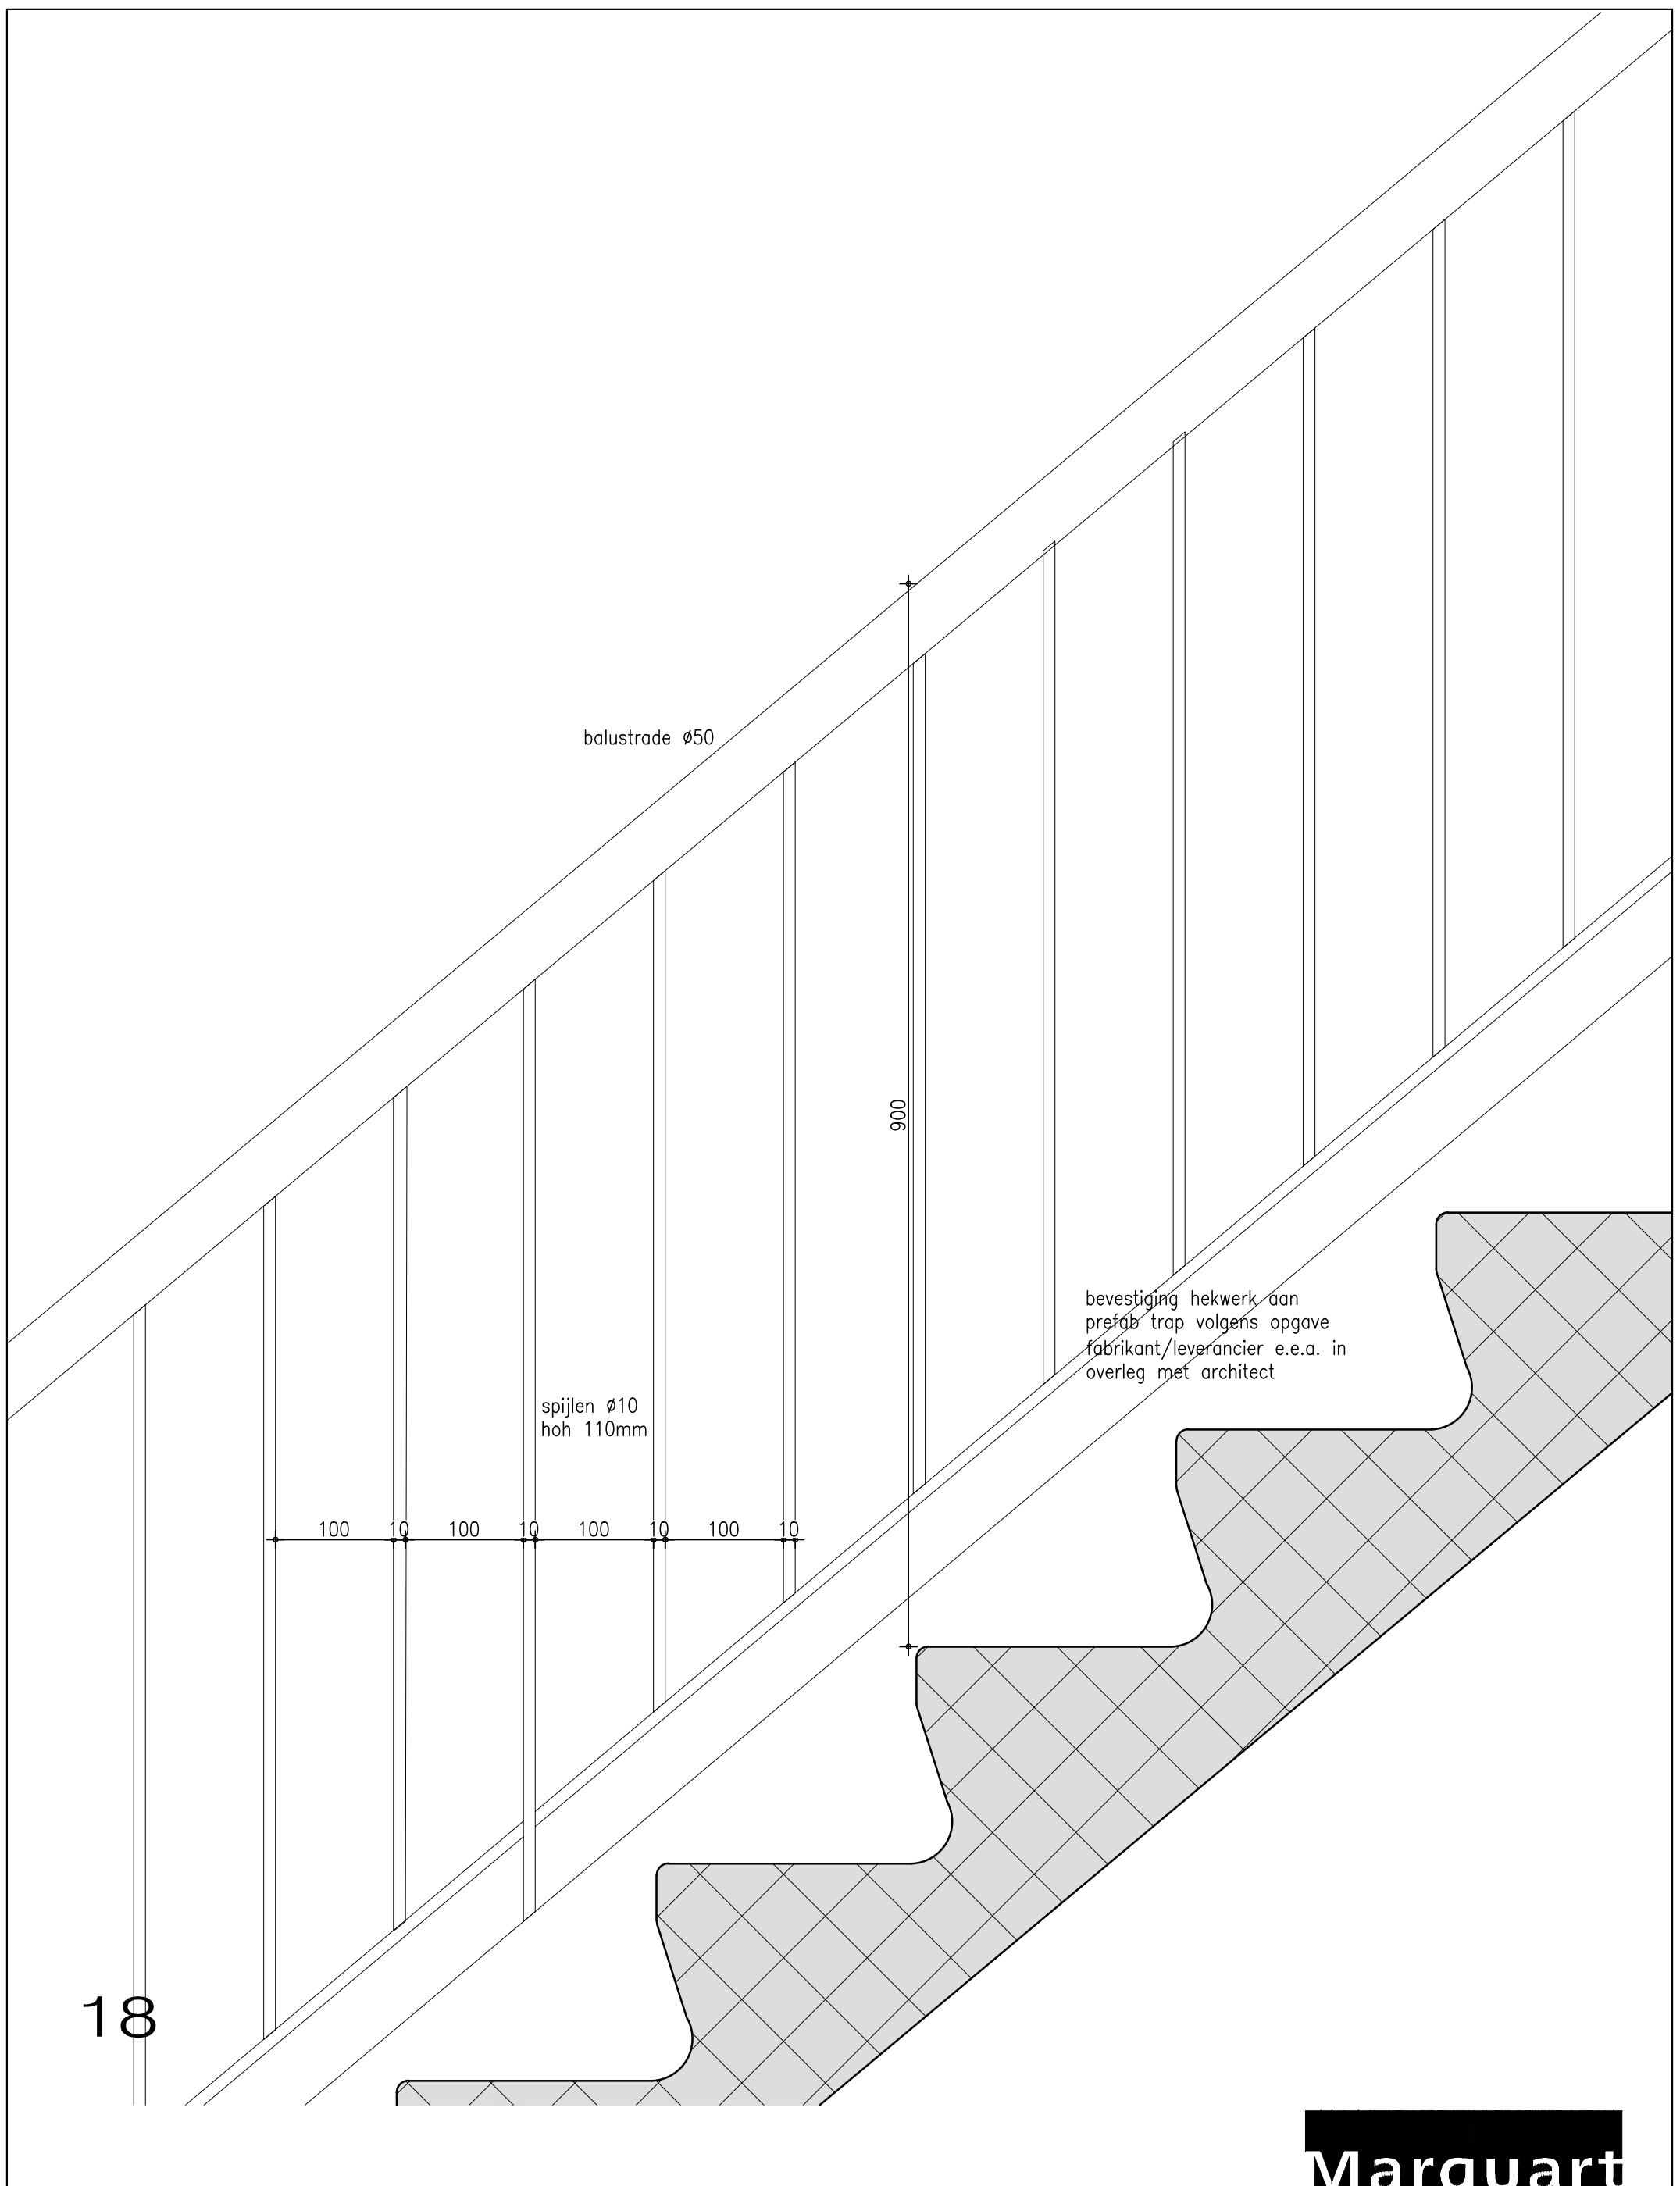 balustrade ø50
900
bevestiging hekwerk aan
prefab trap volgens opgave
fabrikant/leverancier e.e.a. in
overleg met architect
spijlen ø10
hoh 110mm
100 10 100 10 100 10 100 10
18
Marquart